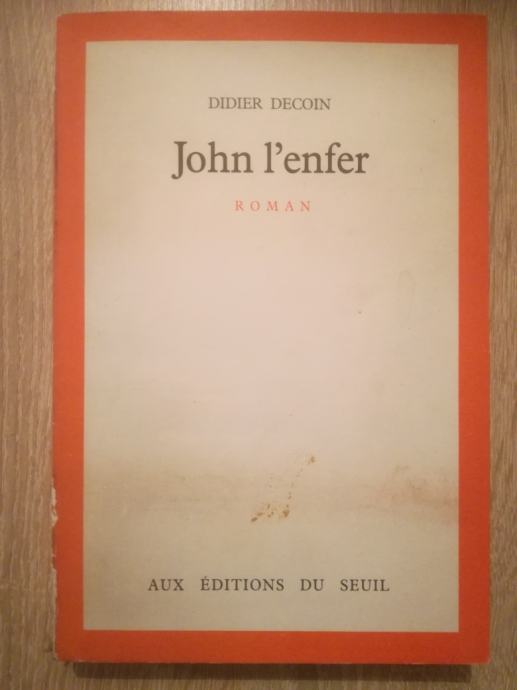 DIDIER DECOIN
John l'enfer
ROMAN
AUX ÉDITIONS DU SEUIL